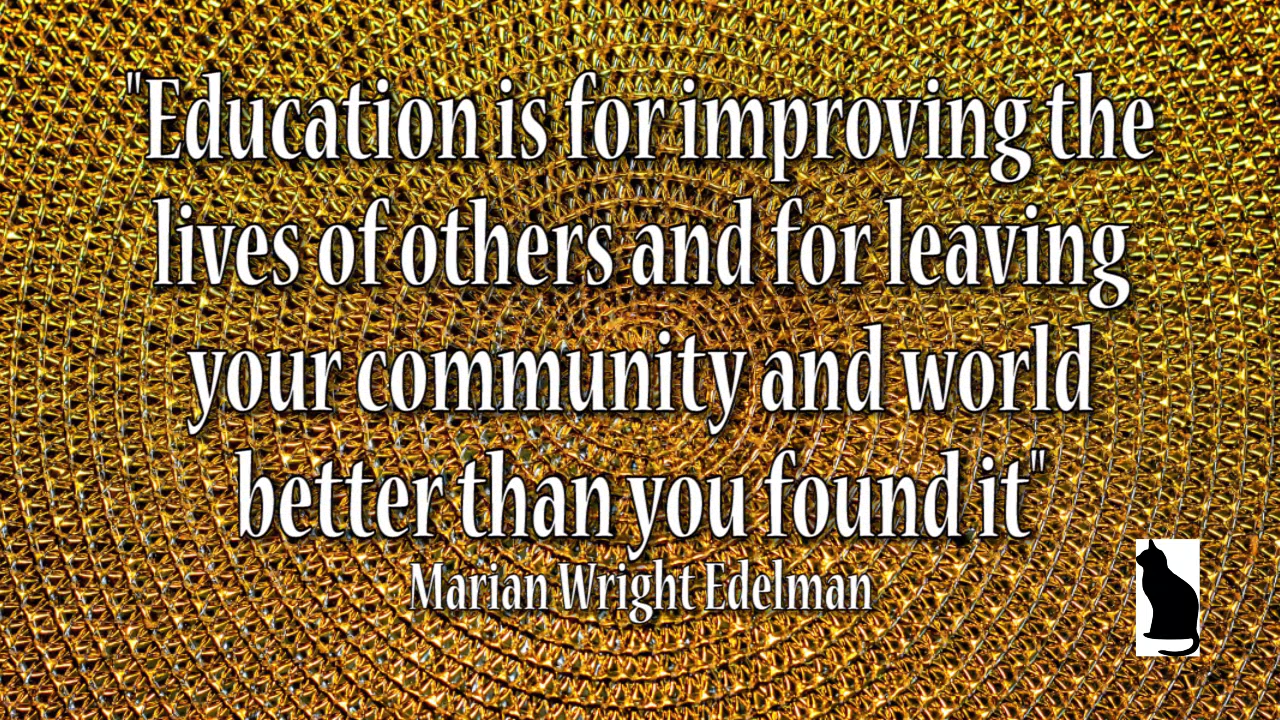 "Education is for improving the
lives of others and for leaving
your community and world
better than you found it"
Marian Wright Edelman